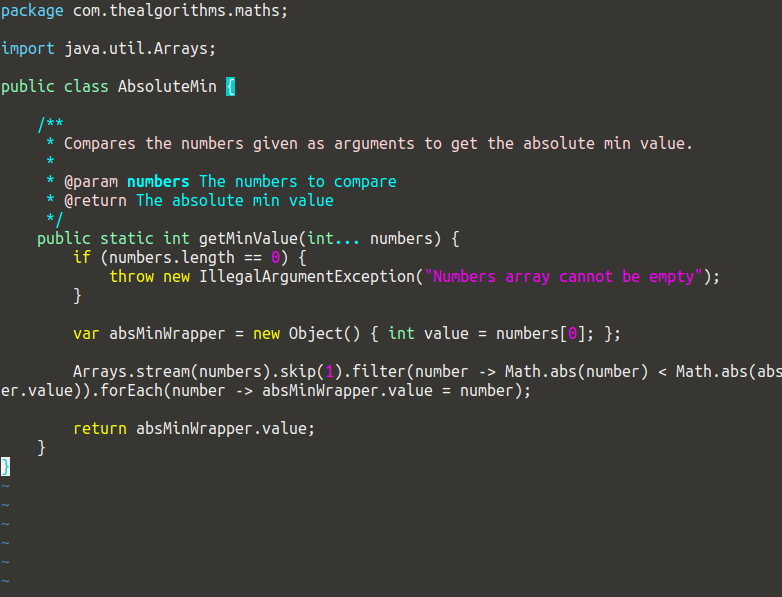 package com.thealgorithms.maths;
import java.util.Arrays;
public class AbsoluteMin {
/**
* Compares the numbers given as arguments to get the absolute min value.
*
* @param numbers The numbers to compare
* @return The absolute min value
*/
public static int getMinValue(int... numbers) {
if (numbers.length == 0) {
throw new IllegalArgumentException("Numbers array cannot be empty");
}
var absMinWrapper = new Object() { int value = numbers[0]; };
Arrays.stream(numbers).skip(1).filter(number -> Math.abs(number) < Math.abs(abs
er.value)).forEach(number -> absMinWrapper.value = number);
return absMinWrapper.value;
}
}
~
~
~
~
~
~